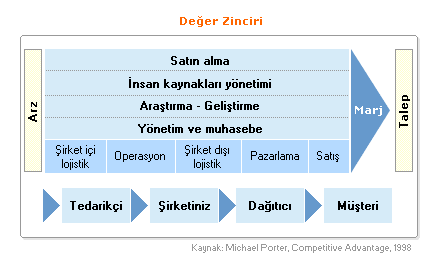 Değer Zinciri
Arz
Satın alma
İnsan kaynakları yönetimi
Araştırma - Geliştirme
Yönetim ve muhasebe
Şirket içi
lojistik
Operasyon
Şirket dışı
lojistik
Pazarlama
Satış
Marj
Talep
Tedarikçi
Şirketiniz
Dağıtıcı
Müşteri
Kaynak: Michael Porter, Competitive Advantage, 1998